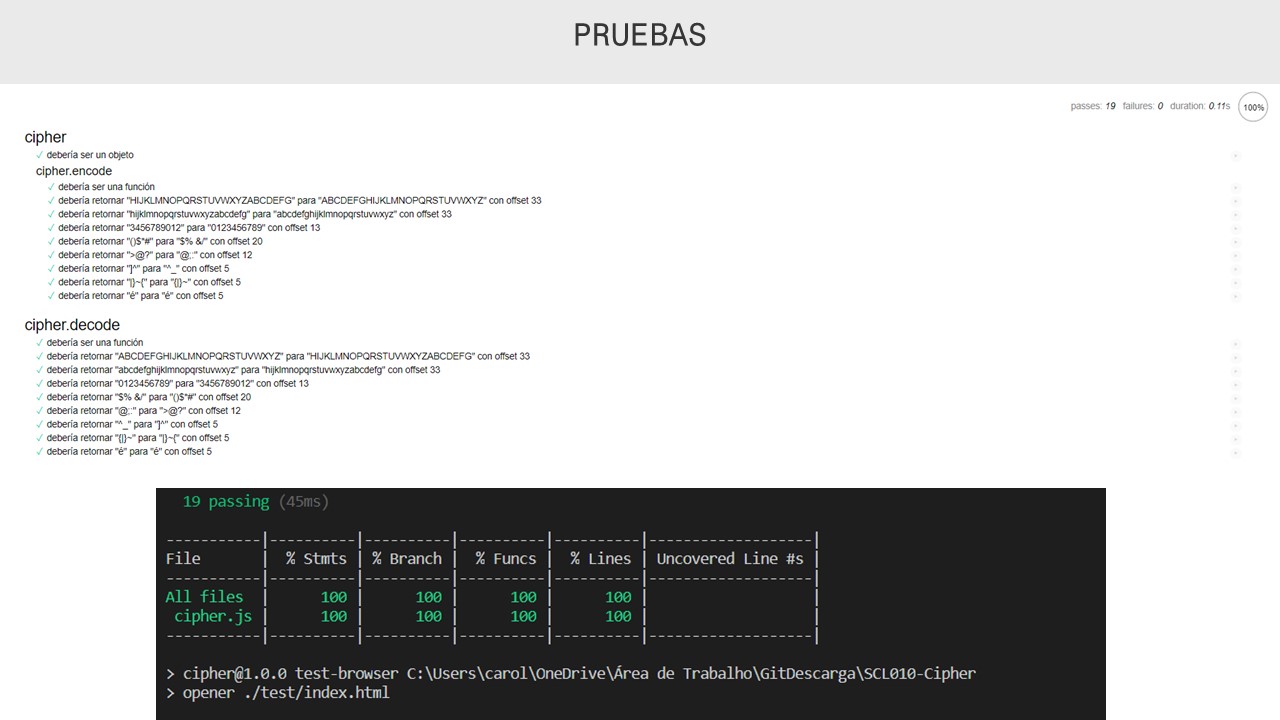 PRUEBAS
passes: 19 failures: 0 duration: 0.11s 100%
cipher
✓ debería ser un objeto
cipher.encode
✓ debería ser una función
✓ debería retornar "HIJKLMNOPQRSTUVWXYZABCDEFG" para "ABCDEFGHIJKLMNOPQRSTUVWXYZ" con offset 33
✓ debería retornar "hijklmnopqrstuvwxyzabcdefg" para "abcdefghijklmnopqrstuvwxyz" con offset 33
✓ debería retornar "3456789012" para "0123456789" con offset 13
✓ debería retornar "()$*#" para "$% &/" con offset 20
✓ debería retornar ">@?" para "@;:" con offset 12
✓ debería retornar "]^" para "^_" con offset 5
✓ debería retornar "|}~{" para "{|}~" con offset 5
✓ debería retornar "é" para "é" con offset 5
cipher.decode
✓ debería ser una función
✓ debería retornar "ABCDEFGHIJKLMNOPQRSTUVWXYZ" para "HIJKLMNOPQRSTUVWXYZABCDEFG" con offset 33
✓ debería retornar "abcdefghijklmnopqrstuvwxyz" para "hijklmnopqrstuvwxyzabcdefg" con offset 33
✓ debería retornar "0123456789" para "3456789012" con offset 13
✓ debería retornar "$% &/" para "()$*#" con offset 20
✓ debería retornar "@;:" para ">@?" con offset 12
✓ debería retornar "^_" para "]^" con offset 5
✓ debería retornar "{|}~" para "|}~{" con offset 5
✓ debería retornar "é" para "é" con offset 5
19 passing (45ms)
File | % Stmts | % Branch | % Funcs | % Lines | Uncovered Line #s |
All files | 100 | 100 | 100 | 100 | |
cipher.js | 100 | 100 | 100 | 100 | |
> cipher@1.0.0 test-browser C:\Users\carol\OneDrive\Área de Trabalho\GitDescarga\SCL010-Cipher
> opener ./test/index.html